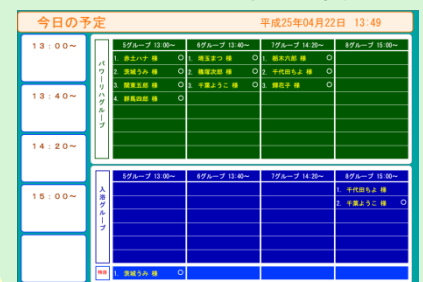 今日の予定
平成25年04月22日 13:49
13:00~
13:40~
14:20~
15:00~
パワーリハグループ
5グループ 13:00~ 6グループ 13:40~ 7グループ 14:20~ 8グループ 15:00~
1. 赤土ハナ 様 ○ 1. 埼玉まつ 様 ○ 1. 栃木六郎 様 ○
2. 茨城うみ 様 ○ 2. 幾塚次郎 様 ○ 2. 千代田ちよ 様 ○
3. 関東五郎 様 ○ 3. 千葉ようこ 様 ○ 3. 様 ○
4. 群馬四郎 様 ○
入浴グループ
5グループ 13:00~ 6グループ 13:40~ 7グループ 14:20~ 8グループ 15:00~
1. 千代田ちよ 様
2. 千葉ようこ 様 ○
1. 茨城うみ 様 ○